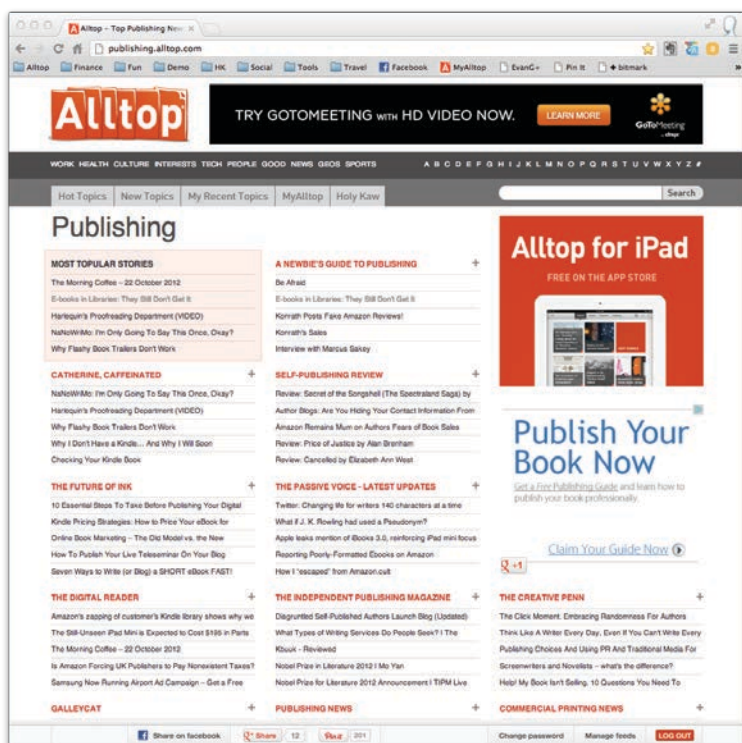 Alltop – Top Publishing New
publishing.alltop.com
Alltop Finance Fun Demo HK Social Tools Travel Facebook MyAlltop EvanG+ Pin It + bitmark
Alltop
TRY GOTOMEETING WITH HD VIDEO NOW.
LEARN MORE
GoToMeeting
by citrix
WORK HEALTH CULTURE INTERESTS TECH PEOPLE GOOD NEWS GEOS SPORTS
A B C D E F G H I J K L M N O P Q R S T U V W X Y Z #
Hot Topics New Topics My Recent Topics MyAlltop Holy Kaw
Search
Publishing
MOST POPULAR STORIES
The Morning Coffee – 22 October 2012
E-books in Libraries: They Still Don't Get It
Harlequin's Proofreading Department (VIDEO)
NaNoWriMo: I'm Only Going To Say This Once, Okay?
Why Flashy Book Trailers Don't Work
A NEWBIE'S GUIDE TO PUBLISHING +
Be Afraid
E-books in Libraries: They Still Don't Get It
Konrath Posts Fake Amazon Reviews!
Konrath's Sales
Interview with Marcus Sakey
Alltop for iPad
FREE ON THE APP STORE
CATHERINE, CAFFEINATED +
NaNoWriMo: I'm Only Going To Say This Once, Okay?
Harlequin's Proofreading Department (VIDEO)
Why Flashy Book Trailers Don't Work
Why I Don't Have a Kindle... And Why I Will Soon
Checking Your Kindle Book
SELF-PUBLISHING REVIEW +
Review: Secret of the Songshell (The Spectraland Saga) by
Author Blogs: Are You Hiding Your Contact Information From
Amazon Remains Mum on Authors Fears of Book Sales
Review: Price of Justice by Alan Brenham
Review: Cancelled by Elizabeth Ann West
Publish Your
Book Now
Get a Free Publishing Guide and learn how to
publish your book professionally.
Claim Your Guide Now
g +1
THE FUTURE OF INK +
10 Essential Steps To Take Before Publishing Your Digital
Kindle Pricing Strategies: How to Price Your eBook for
Online Book Marketing – The Old Model vs. the New
How To Publish Your Live Teleseminar On Your Blog
Seven Ways to Write (or Blog) a SHORT eBook FAST!
THE PASSIVE VOICE - LATEST UPDATES +
Twitter: Changing life for writers 140 characters at a time
What if J. K. Rowling had used a Pseudonym?
Apple leaks mention of iBooks 3.0, reinforcing iPad mini focus
Reporting Poorly-Formatted Ebooks on Amazon
How I "escaped" from Amazon.cult
THE DIGITAL READER +
Amazon's zapping of customer's Kindle library shows why we
The Still-Unseen iPad Mini is Expected to Cost $195 in Parts
The Morning Coffee – 22 October 2012
Is Amazon Forcing UK Publishers to Pay Nonexistent Taxes?
Samsung Now Running Airport Ad Campaign – Get a Free
THE INDEPENDENT PUBLISHING MAGAZINE +
Disgruntled Self-Published Authors Launch Blog (Updated)
What Types of Writing Services Do People Seek? | The
Kbuuk - Reviewed
Nobel Prize in Literature 2012 | Mo Yan
Nobel Prize for Literature 2012 Announcement | TIPM Live
THE CREATIVE PENN +
The Click Moment. Embracing Randomness For Authors
Think Like A Writer Every Day, Even If You Can't Write Every
Publishing Choices And Using PR And Traditional Media For
Screenwriters and Novelists – what's the difference?
Help! My Book Isn't Selling. 10 Questions You Need To
GALLEYCAT +
PUBLISHING NEWS +
COMMERCIAL PRINTING NEWS +
Share on facebook
Share 12
Pin it 201
Change password Manage feeds LOG OUT